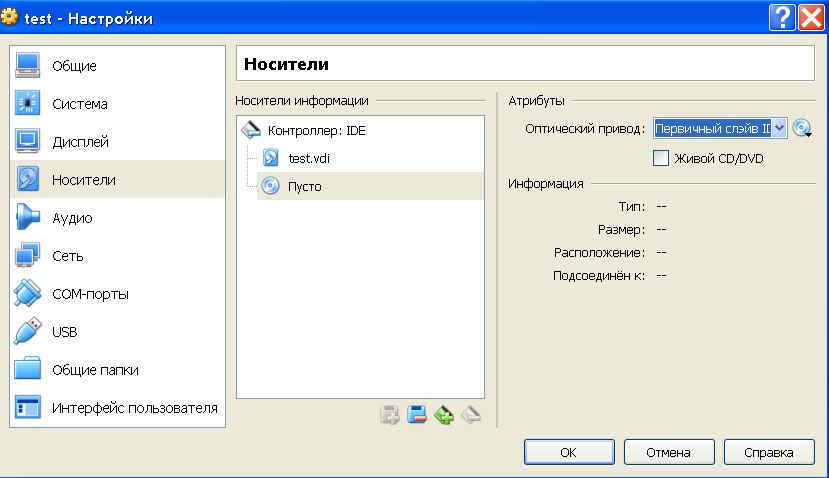 test - Настройки
Общие
Система
Дисплей
Носители
Аудио
Сеть
COM-порты
USB
Общие папки
Интерфейс пользователя
Носители
Носители информации
Контроллер: IDE
test.vdi
Пусто
Атрибуты
Оптический привод: Первичный слэйв ID
Живой CD/DVD
Информация
Тип: --
Размер: --
Расположение: --
Подсоединён к: --
OK Отмена Справка